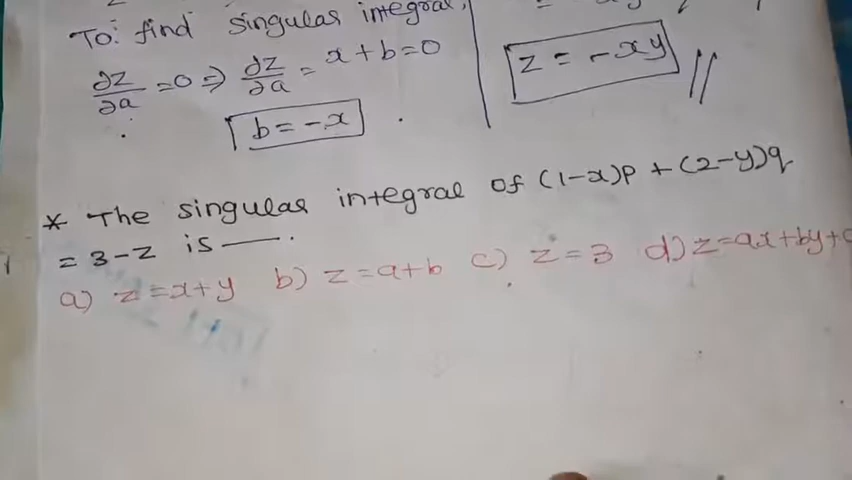 To: find singular integral,
∂z/∂a = 0 ⇒ ∂z/∂a = x + b = 0
b = -x
z = -xy //
* The singular integral of (1-x)p + (2-y)q
= 3-z is ——.
a) z = x+y b) z = a+b c) z = 3 d) z = ax+by+c